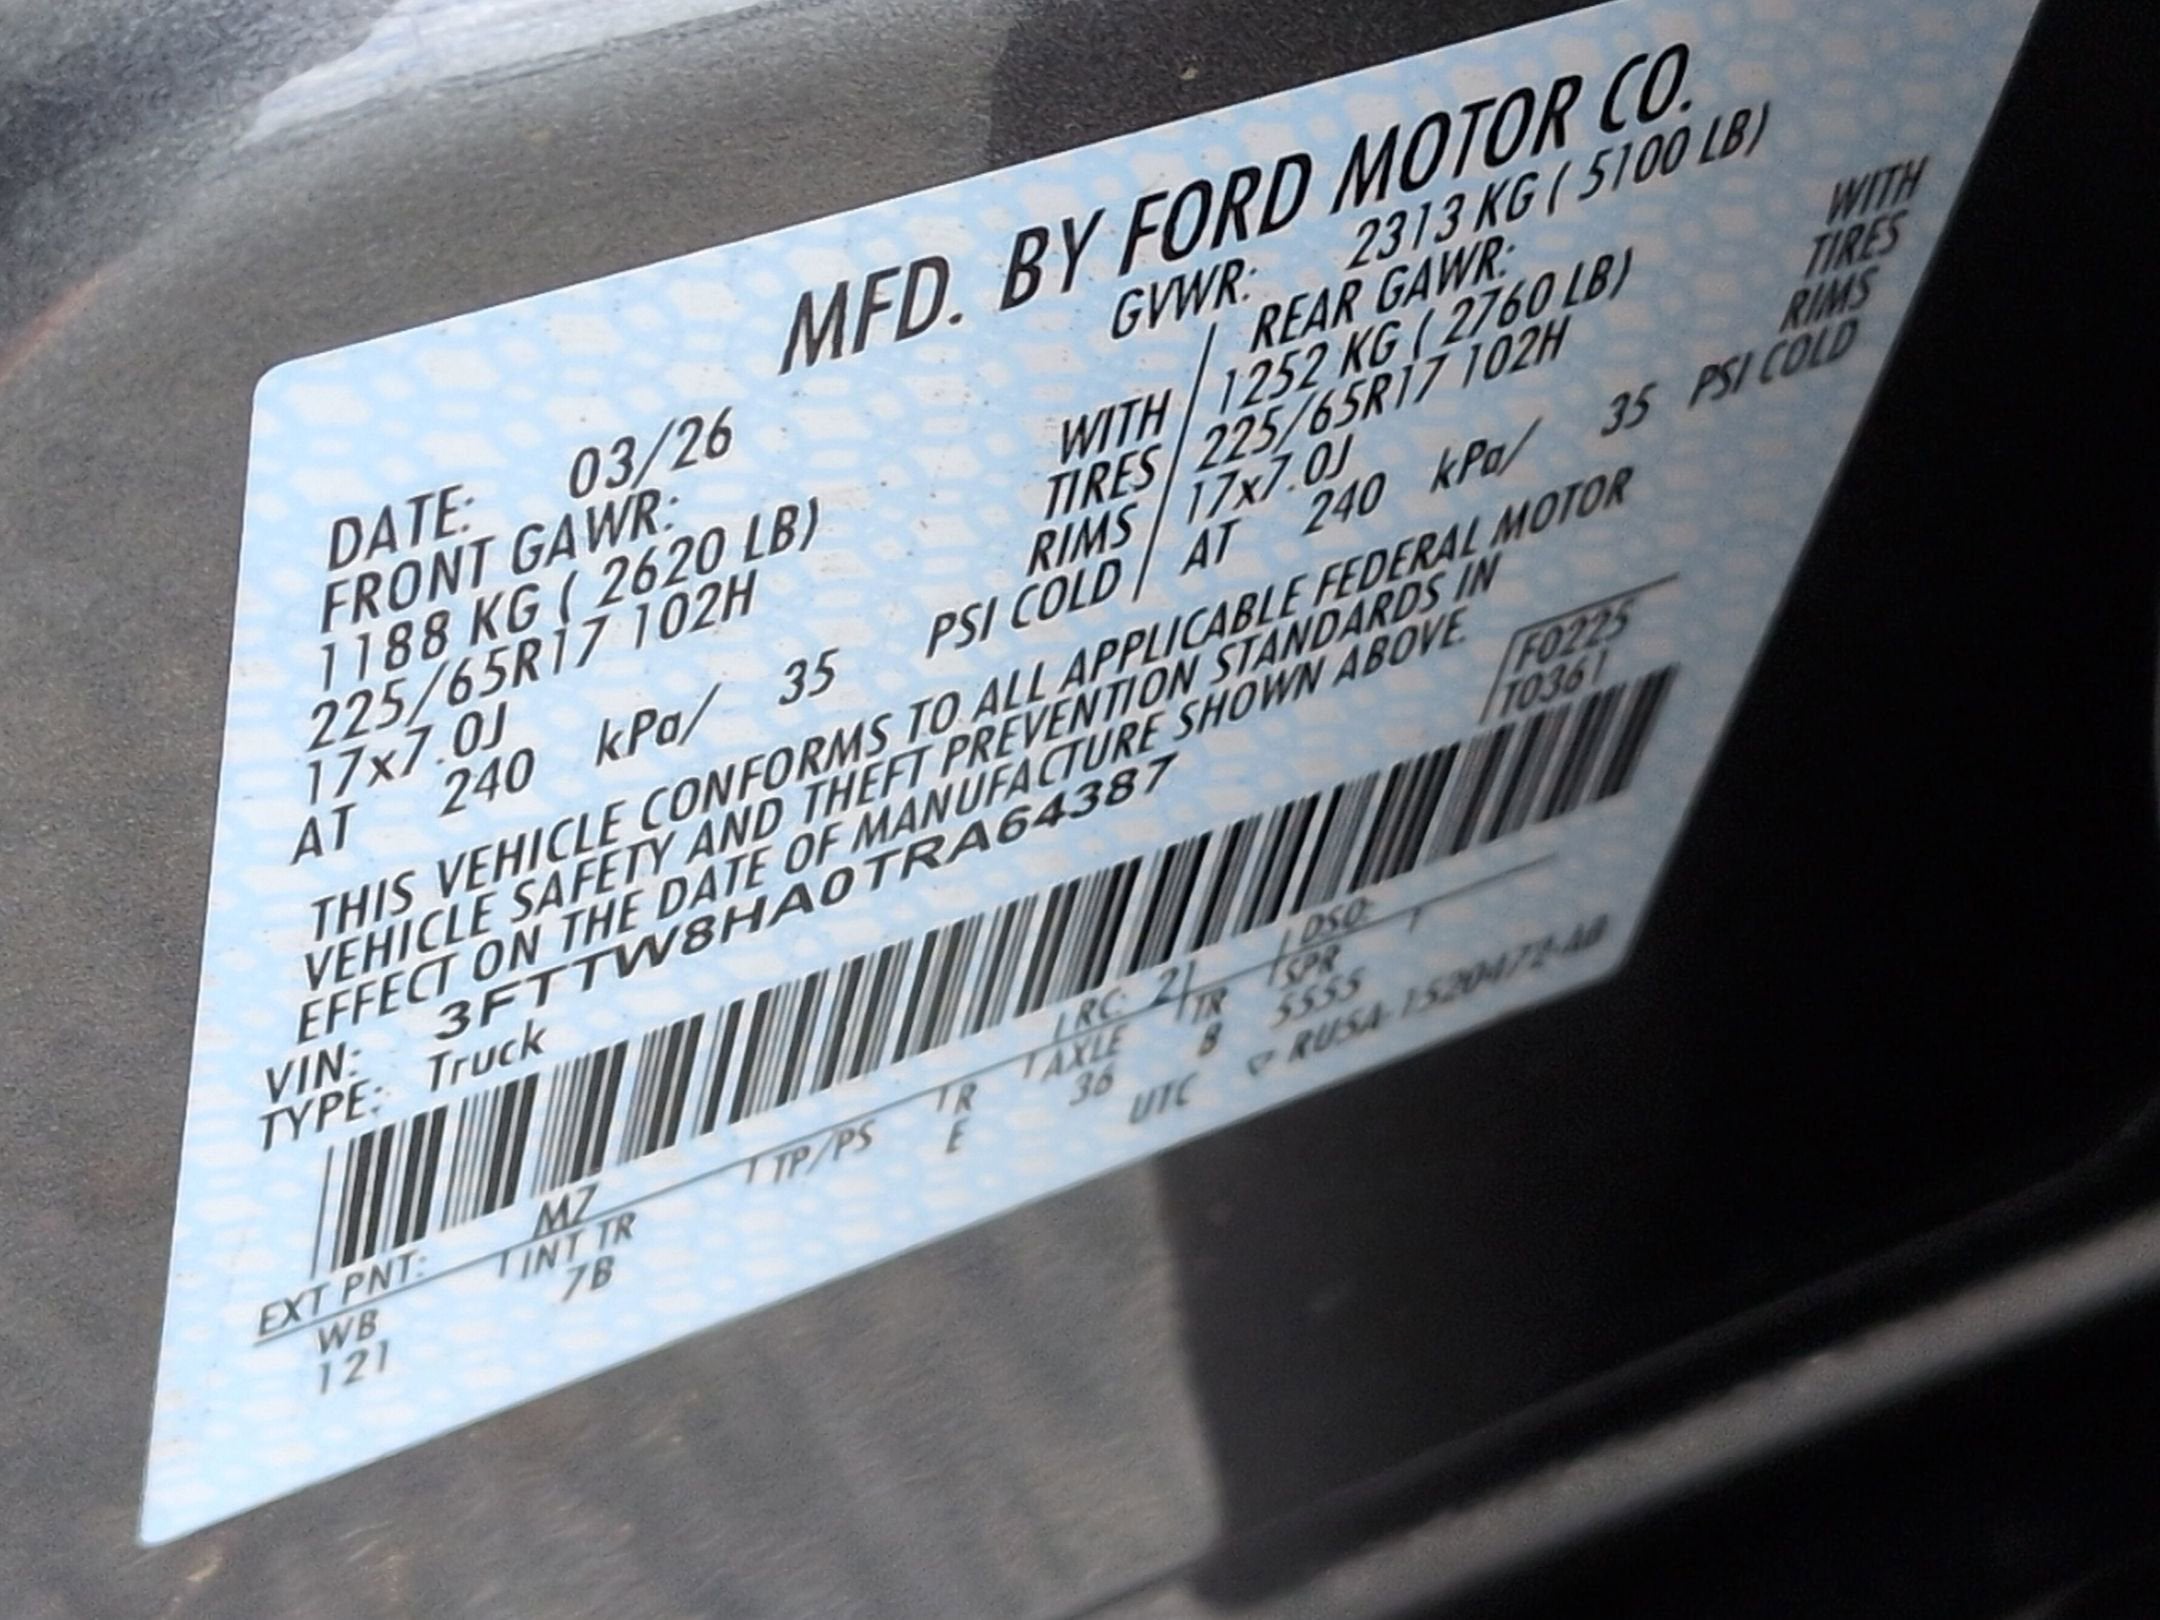 MFD. BY FORD MOTOR CO.
DATE: 03/26 GVWR: 2313 KG ( 5100 LB)
FRONT GAWR: REAR GAWR:
1188 KG ( 2620 LB) WITH 1252 KG ( 2760 LB) WITH
225/65R17 102H TIRES 225/65R17 102H TIRES
17x7.0J RIMS 17x7.0J RIMS
AT 240 kPa/ 35 PSI COLD AT 240 kPa/ 35 PSI COLD
THIS VEHICLE CONFORMS TO ALL APPLICABLE FEDERAL MOTOR
VEHICLE SAFETY AND THEFT PREVENTION STANDARDS IN
EFFECT ON THE DATE OF MANUFACTURE SHOWN ABOVE.
VIN: 3FTTW8HA0TRA64387 F0225
TYPE: Truck T0361
EXT PNT: MZ RC: 21 DSO:
WB INT TR TP/PS R AXLE TR SPR
121 7B E 36 8 5555
UTC RUSA-1520472-AB